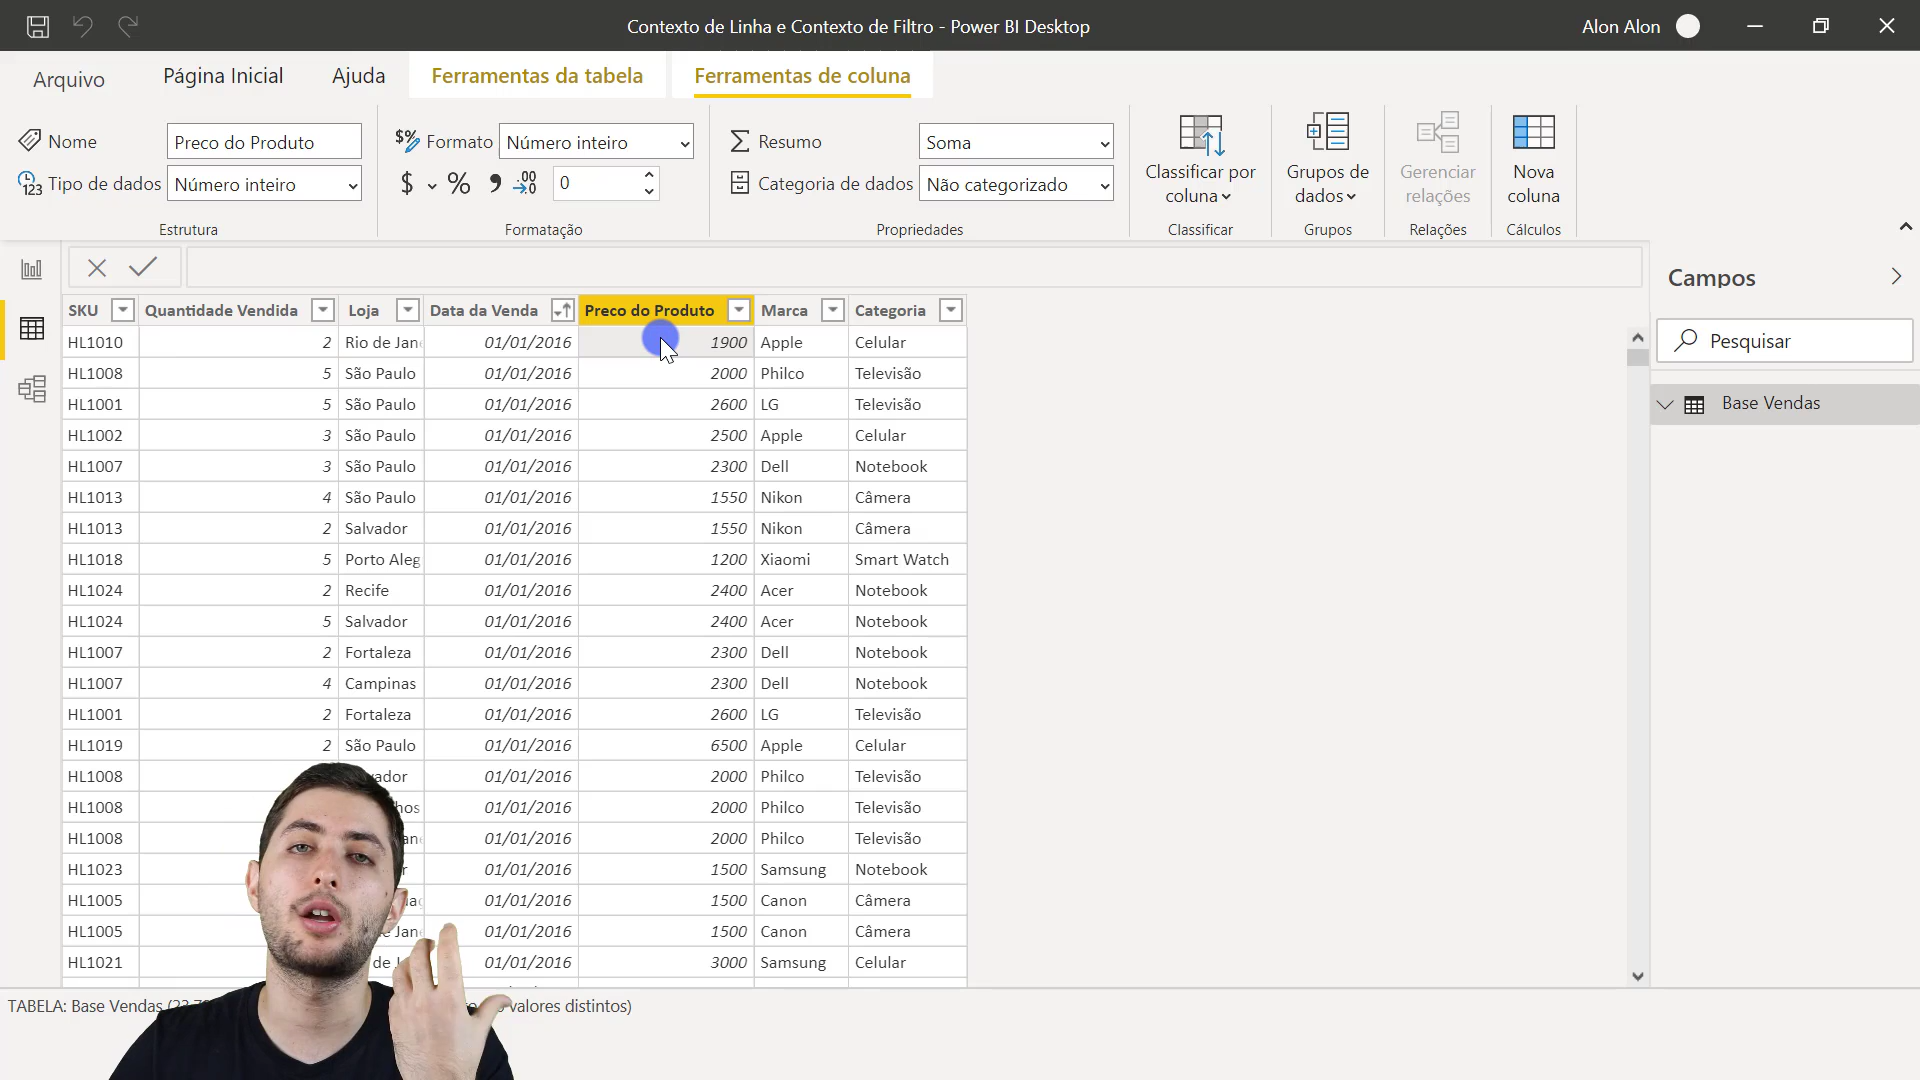 Contexto de Linha e Contexto de Filtro - Power BI Desktop
Alon Alon
Arquivo
Página Inicial
Ajuda
Ferramentas da tabela
Ferramentas de coluna
Nome
Preco do Produto
Tipo de dados
Número inteiro
Estrutura
Formato
Número inteiro
$ % 0
Formatação
Resumo
Soma
Categoria de dados
Não categorizado
Propriedades
Classificar por
coluna
Classificar
Grupos de
dados
Grupos
Gerenciar
relações
Relações
Nova
coluna
Cálculos
SKU Quantidade Vendida Loja Data da Venda Preco do Produto Marca Categoria
HL1010 2 Rio de Jan 01/01/2016 1900 Apple Celular
HL1008 5 São Paulo 01/01/2016 2000 Philco Televisão
HL1001 5 São Paulo 01/01/2016 2600 LG Televisão
HL1002 3 São Paulo 01/01/2016 2500 Apple Celular
HL1007 3 São Paulo 01/01/2016 2300 Dell Notebook
HL1013 4 São Paulo 01/01/2016 1550 Nikon Câmera
HL1013 2 Salvador 01/01/2016 1550 Nikon Câmera
HL1018 5 Porto Aleg 01/01/2016 1200 Xiaomi Smart Watch
HL1024 2 Recife 01/01/2016 2400 Acer Notebook
HL1024 5 Salvador 01/01/2016 2400 Acer Notebook
HL1007 2 Fortaleza 01/01/2016 2300 Dell Notebook
HL1007 4 Campinas 01/01/2016 2300 Dell Notebook
HL1001 2 Fortaleza 01/01/2016 2600 LG Televisão
HL1019 2 São Paulo 01/01/2016 6500 Apple Celular
HL1008 vador 01/01/2016 2000 Philco Televisão
HL1008 hos 01/01/2016 2000 Philco Televisão
HL1008 01/01/2016 2000 Philco Televisão
HL1023 01/01/2016 1500 Samsung Notebook
HL1005 01/01/2016 1500 Canon Câmera
HL1005 Jan 01/01/2016 1500 Canon Câmera
HL1021 de 01/01/2016 3000 Samsung Celular
TABELA: Base Vendas valores distintos)
Campos
Pesquisar
Base Vendas